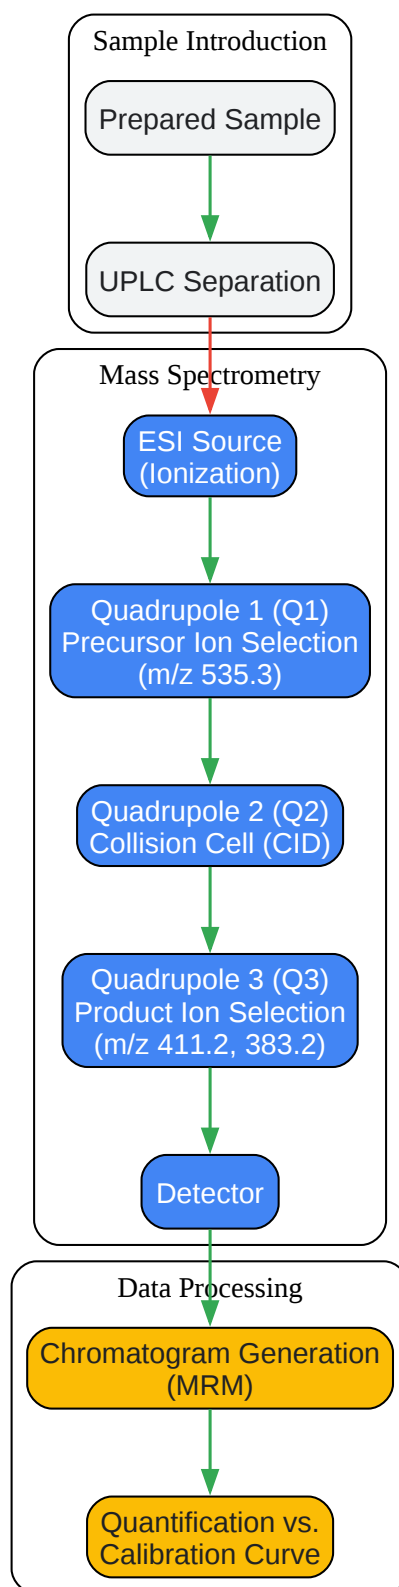 Sample Introduction
Prepared Sample
UPLC Separation
Mass Spectrometry
ESI Source
(Ionization)
Quadrupole 1 (Q1)
Precursor Ion Selection
(m/z 535.3)
Quadrupole 2 (Q2)
Collision Cell (CID)
Quadrupole 3 (Q3)
Product Ion Selection
(m/z 411.2, 383.2)
Detector
Data Processing
Chromatogram Generation
(MRM)
Quantification vs.
Calibration Curve